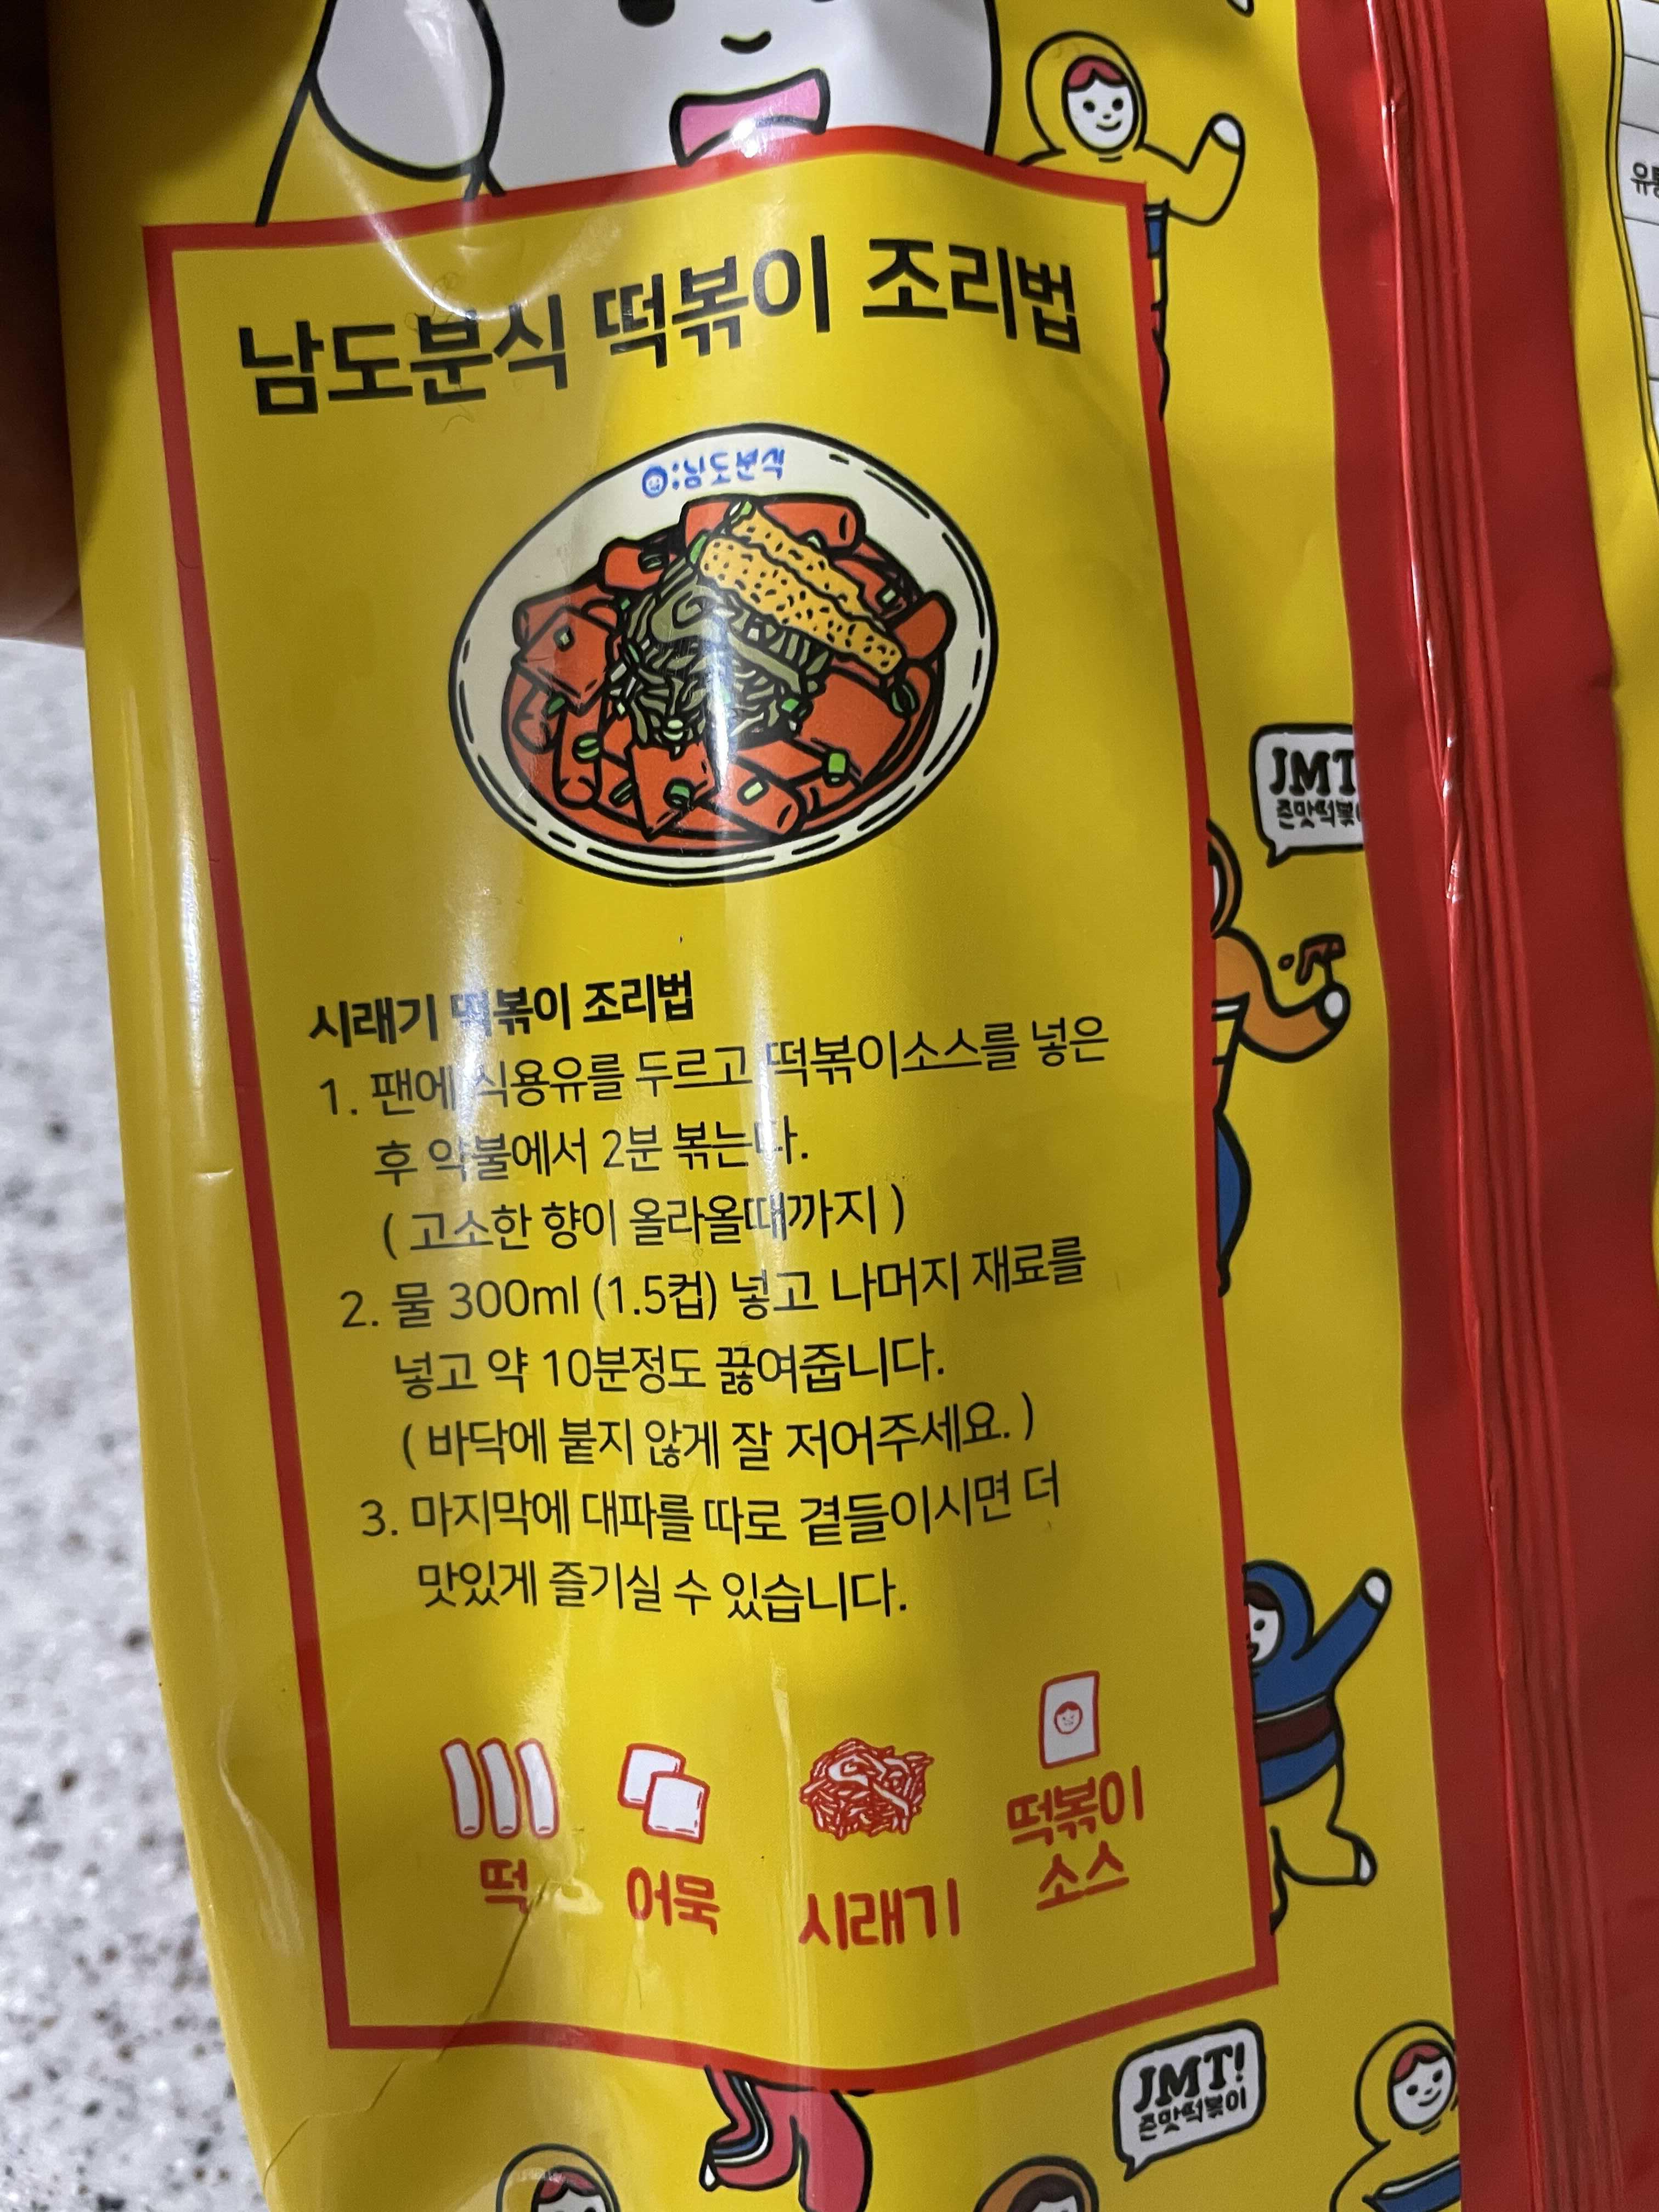 남도분식 떡볶이 조리법
남도분식
시래기 떡볶이 조리법
1. 팬에 식용유를 두르고 떡볶이소스를 넣은
후 약불에서 2분 볶는다.
( 고소한 향이 올라올때까지 )
2. 물 300ml (1.5컵) 넣고 나머지 재료를
넣고 약 10분정도 끓여줍니다.
( 바닥에 붙지 않게 잘 저어주세요. )
3. 마지막에 대파를 따로 곁들이시면 더
맛있게 즐기실 수 있습니다.
떡
어묵
시래기
떡볶이
소스
JMT
존맛떡볶이
JMT!
존맛떡볶이